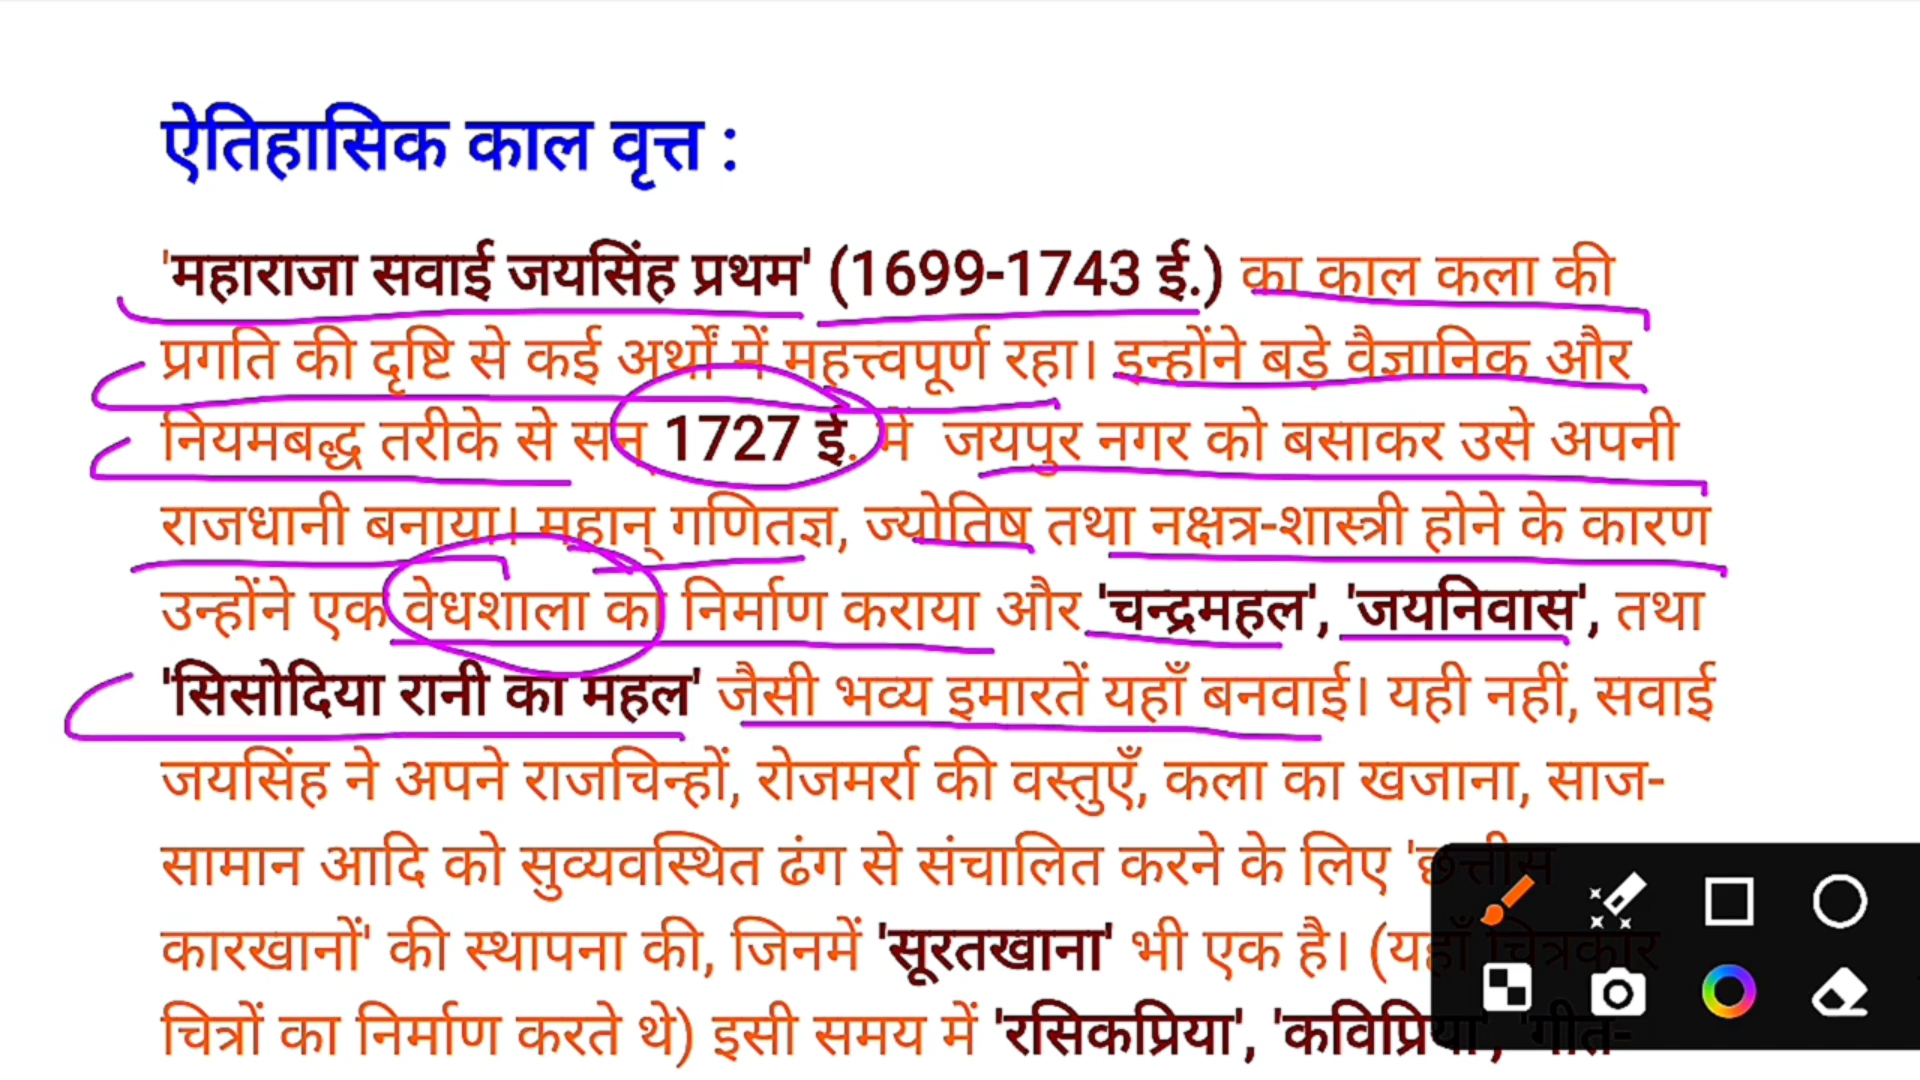 ऐतिहासिक काल वृत्त :
'महाराजा सवाई जयसिंह प्रथम' (1699-1743 ई.) का काल कला की
प्रगति की दृष्टि से कई अर्थों में महत्त्वपूर्ण रहा। इन्होंने बड़े वैज्ञानिक और
नियमबद्ध तरीके से सन् 1727 ई. में जयपुर नगर को बसाकर उसे अपनी
राजधानी बनाया। महान् गणितज्ञ, ज्योतिष तथा नक्षत्र-शास्त्री होने के कारण
उन्होंने एक वेधशाला का निर्माण कराया और 'चन्द्रमहल', 'जयनिवास', तथा
'सिसोदिया रानी का महल' जैसी भव्य इमारतें यहाँ बनवाई। यही नहीं, सवाई
जयसिंह ने अपने राजचिन्हों, रोजमर्रा की वस्तुएँ, कला का खजाना, साज-
सामान आदि को सुव्यवस्थित ढंग से संचालित करने के लिए 'छत्तीस
कारखानों' की स्थापना की, जिनमें 'सूरतखाना' भी एक है। (यहाँ चित्रकार
चित्रों का निर्माण करते थे) इसी समय में 'रसिकप्रिया', 'कविप्रिया', 'गीत-